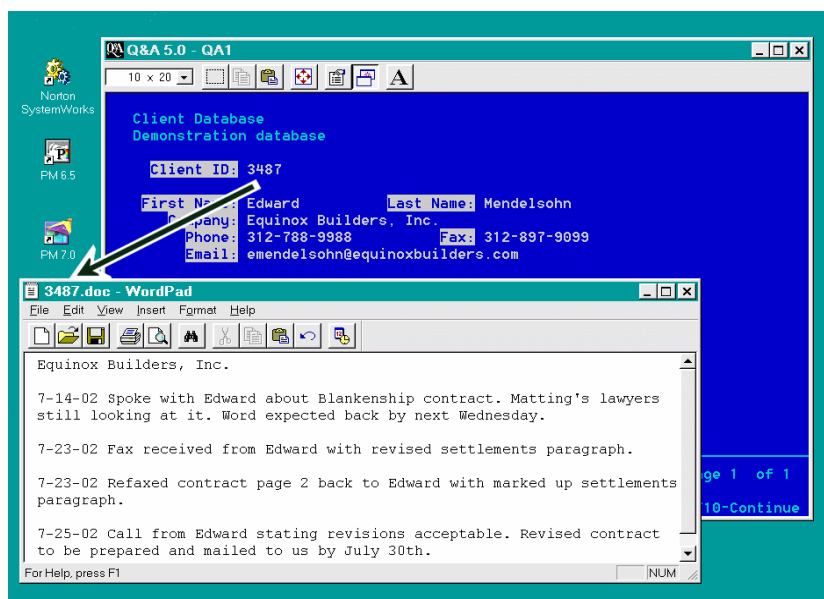 Q&A 5.0 - QA1
Norton
SystemWorks
10 x 20
A
Client Database
Demonstration database
PM 6.5
Client ID: 3487
First Na Edward Last Name: Mendelsohn
Company: Equinox Builders, Inc.
Phone: 312-788-9988 Fax: 312-897-9099
PM 7.0
Email: emendelsohn@equinoxbuilders.com
3487.doc - WordPad
File Edit View Insert Format Help
Equinox Builders, Inc.
7-14-02 Spoke with Edward about Blankenship contract. Matting's lawyers
still looking at it. Word expected back by next Wednesday.
7-23-02 Fax received from Edward with revised settlements paragraph.
7-23-02 Refaxed contract page 2 back to Edward with marked up settlements
paragraph.
7-25-02 Call from Edward stating revisions acceptable. Revised contract
to be prepared and mailed to us by July 30th.
ge 1 of 1
10-Continue
For Help, press F1
NUM